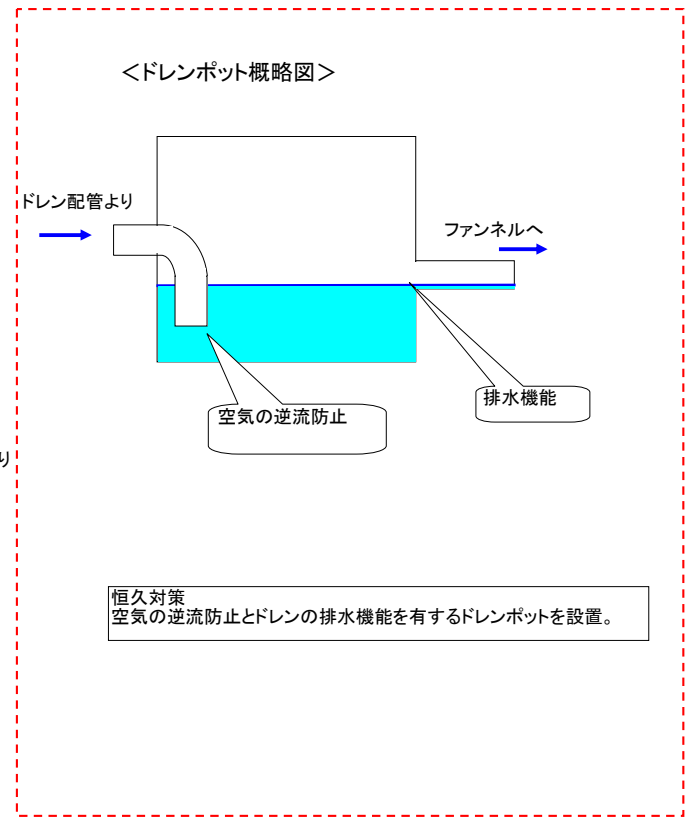 ＜ドレンポット概略図＞
ドレン配管より
ファンネルへ
空気の逆流防止
排水機能
り
恒久対策
空気の逆流防止とドレンの排水機能を有するドレンポットを設置。